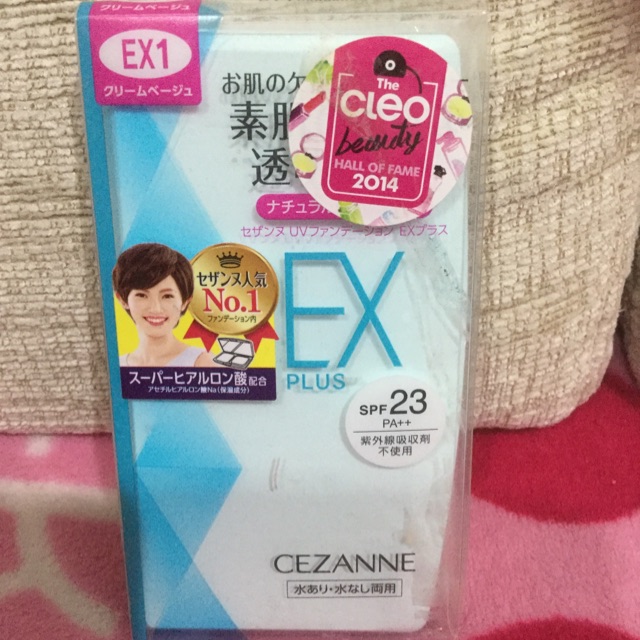 クリームベージュ
EX1
クリームベージュ
The
CLEO
beauty
HALL OF FAME
2014
お肌のケ
素肌
透
ナチュラル
セザンヌ UVファンデーション EXプラス
EX
PLUS
セザンヌ人気
No.1
ファンデーション内
スーパーヒアルロン酸配合
アセチルヒアルロン酸Na(保湿成分)
SPF23
PA++
紫外線吸収剤
不使用
CEZANNE
水あり・水なし両用